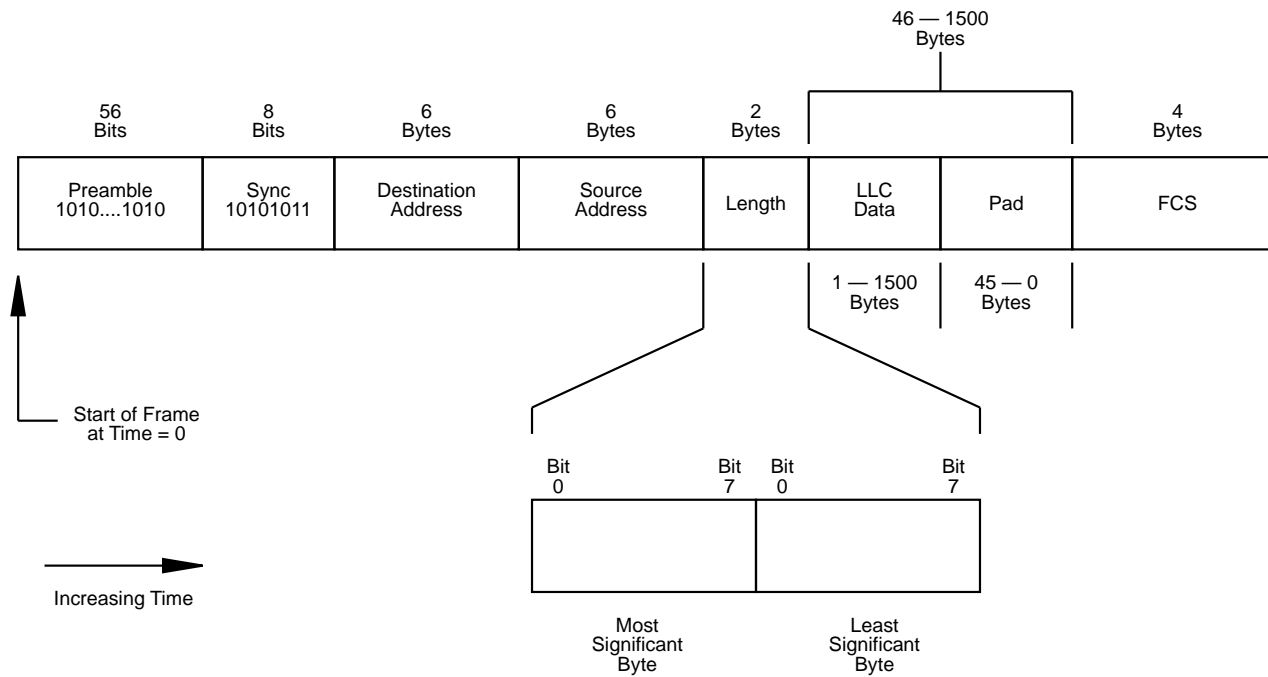 46 — 1500
Bytes
56
Bits
8
Bits
6
Bytes
6
Bytes
2
Bytes
4
Bytes
Preamble
1010....1010
Sync
10101011
Destination
Address
Source
Address
Length
LLC
Data
Pad
FCS
1 — 1500
Bytes
45 — 0
Bytes
Start of Frame
at Time = 0
Bit
0
Bit
7
Bit
0
Bit
7
Increasing Time
Most
Significant
Byte
Least
Significant
Byte